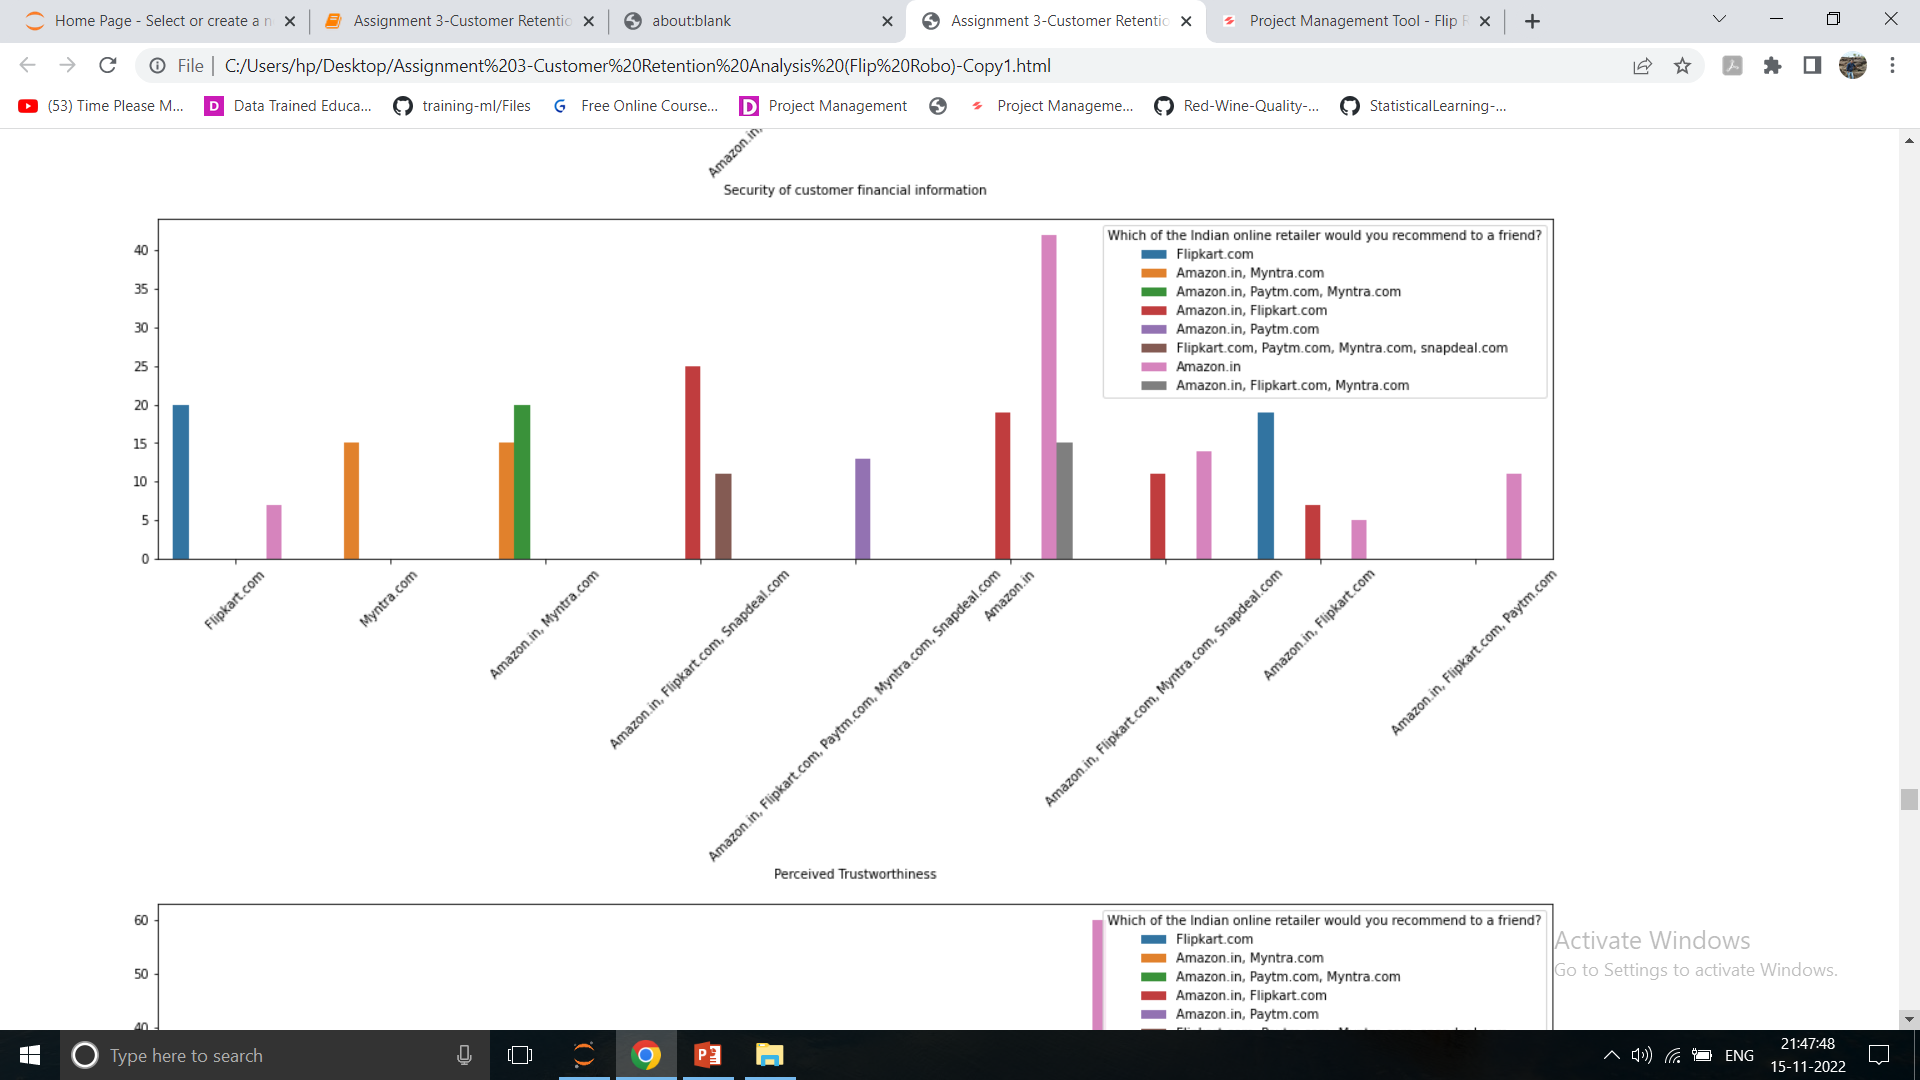 Home Page - Select or create a n
Assignment 3-Customer Retentio
about:blank
Assignment 3-Customer Retentio
Project Management Tool - Flip R
File
C:/Users/hp/Desktop/Assignment%203-Customer%20Retention%20Analysis%20(Flip%20Robo)-Copy1.html
(53) Time Please M...
Data Trained Educa...
training-ml/Files
Free Online Course...
Project Management
Project Manageme...
Red-Wine-Quality-...
StatisticalLearning-...
Amazon.in,
Security of customer financial information
Which of the Indian online retailer would you recommend to a friend?
Flipkart.com
Amazon.in, Myntra.com
Amazon.in, Paytm.com, Myntra.com
Amazon.in, Flipkart.com
Amazon.in, Paytm.com
Flipkart.com, Paytm.com, Myntra.com, snapdeal.com
Amazon.in
Amazon.in, Flipkart.com, Myntra.com
40
35
30
25
20
15
10
5
0
Flipkart.com
Myntra.com
Amazon.in, Myntra.com
Amazon.in, Flipkart.com, Snapdeal.com
Amazon.in, Flipkart.com, Paytm.com, Myntra.com, Snapdeal.com
Amazon.in
Amazon.in, Flipkart.com, Myntra.com, Snapdeal.com
Amazon.in, Flipkart.com
Amazon.in, Flipkart.com, Paytm.com
Perceived Trustworthiness
60
50
40
Which of the Indian online retailer would you recommend to a friend?
Flipkart.com
Amazon.in, Myntra.com
Amazon.in, Paytm.com, Myntra.com
Amazon.in, Flipkart.com
Amazon.in, Paytm.com
Activate Windows
Go to Settings to activate Windows.
Type here to search
ENG
21:47:48
15-11-2022